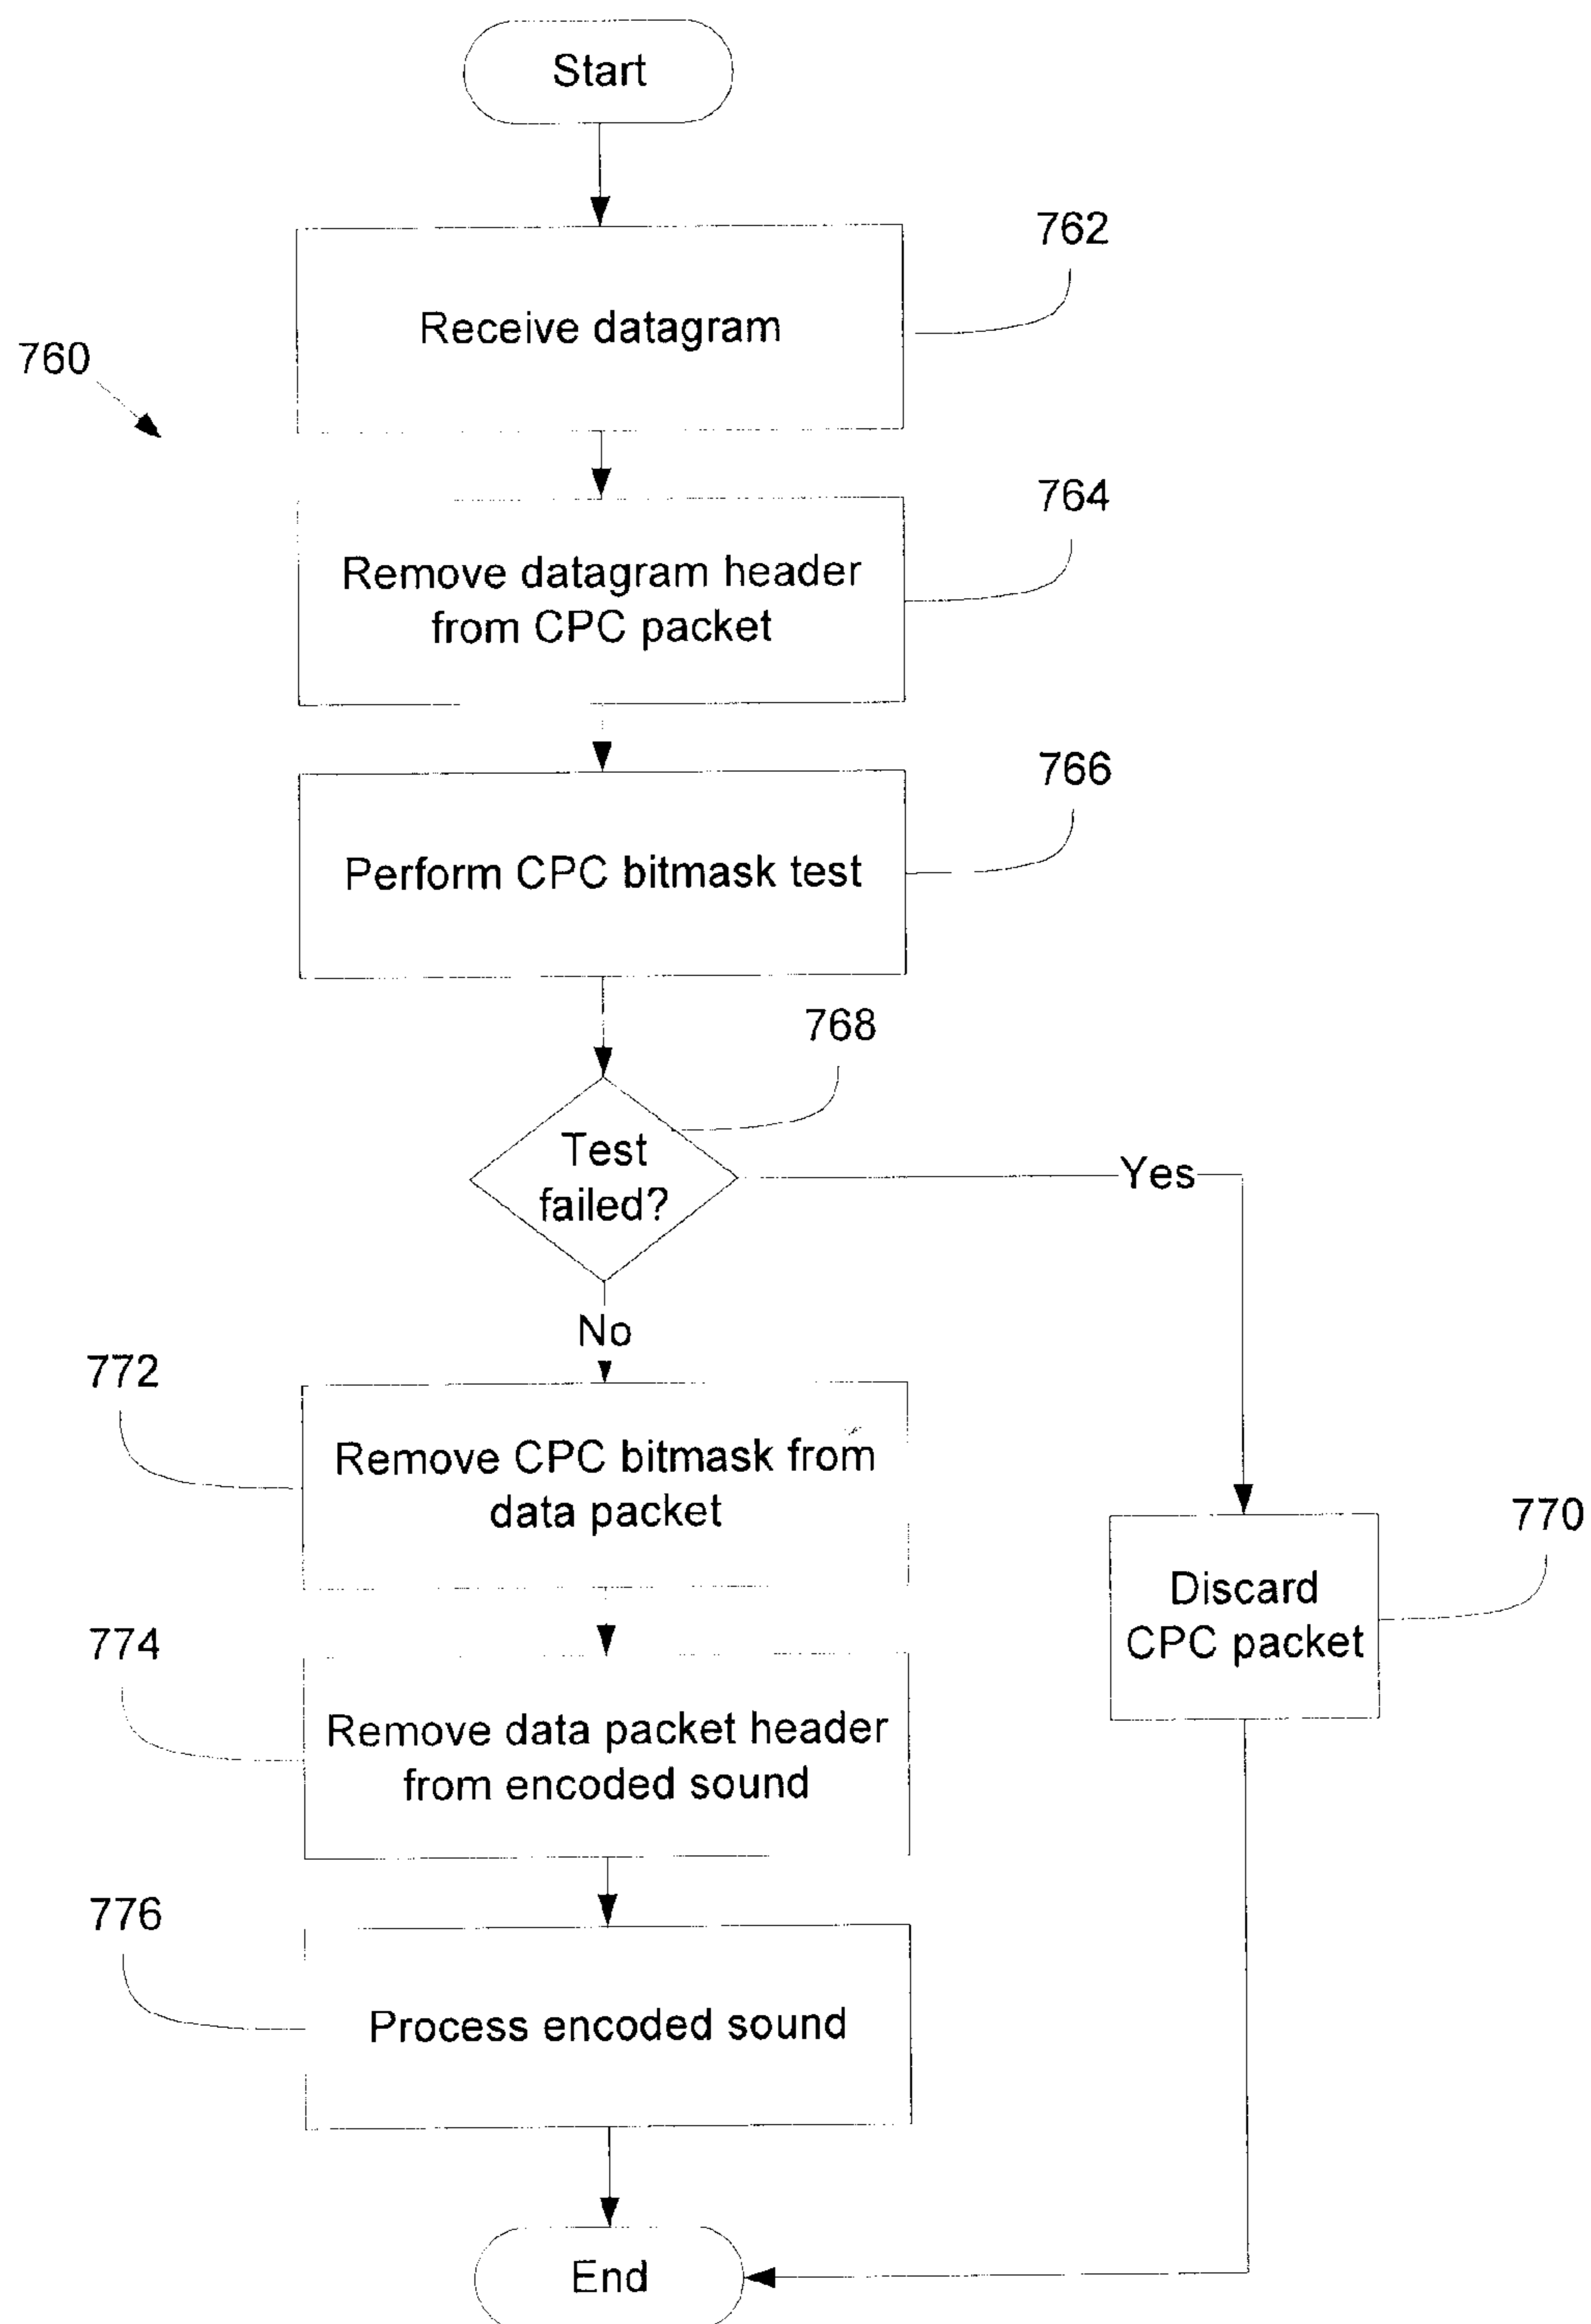 Start
762
Receive datagram
760
764
Remove datagram header
from CPC packet
766
Perform CPC bitmask test
768
Test
failed?
Yes
No
772
Remove CPC bitmask from
data packet
770
Discard
CPC packet
774
Remove data packet header
from encoded sound
776
Process encoded sound
End